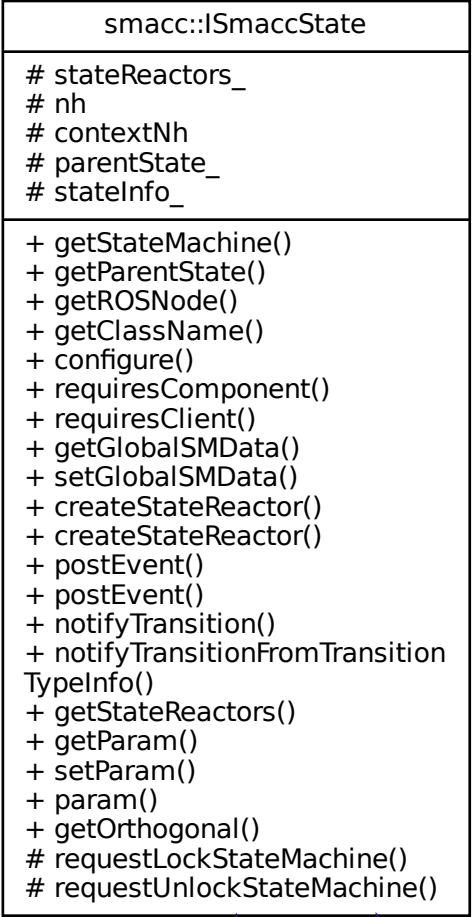 smacc::ISmaccState
# stateReactors_
# nh
# contextNh
# parentState_
# stateInfo_
+ getStateMachine()
+ getParentState()
+ getROSNode()
+ getClassName()
+ configure()
+ requiresComponent()
+ requiresClient()
+ getGlobalSMData()
+ setGlobalSMData()
+ createStateReactor()
+ createStateReactor()
+ postEvent()
+ postEvent()
+ notifyTransition()
+ notifyTransitionFromTransition
TypeInfo()
+ getStateReactors()
+ getParam()
+ setParam()
+ param()
+ getOrthogonal()
# requestLockStateMachine()
# requestUnlockStateMachine()